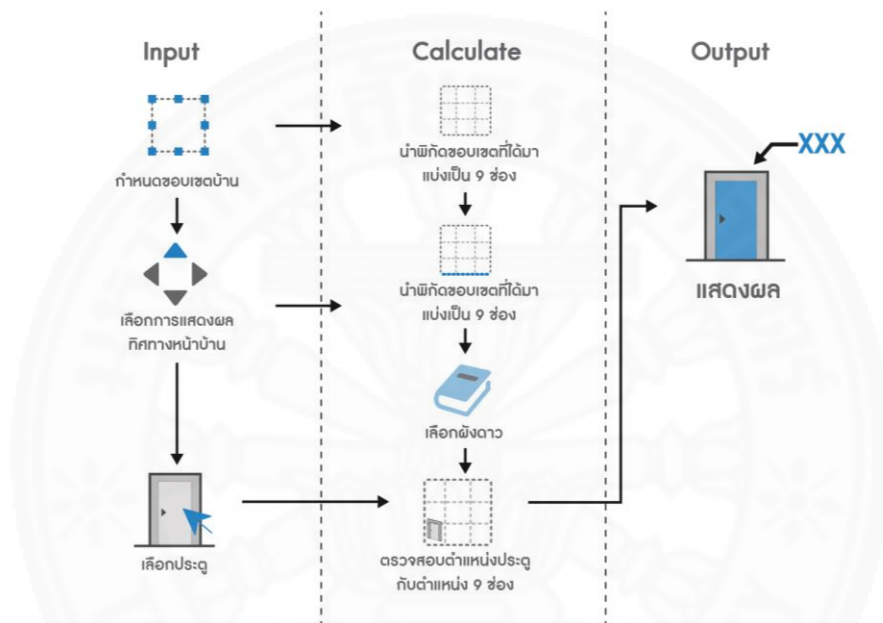 Input
Calculate
Output
กำหนดขอบเขตบ้าน
เลือกการแสดงผล
ทิศทางหน้าบ้าน
เลือกประตู
นำพิกัดขอบเขตที่ได้มา
แบ่งเป็น 9 ช่อง
นำพิกัดขอบเขตที่ได้มา
แบ่งเป็น 9 ช่อง
เลือกผังดาว
ตรวจสอบตำแหน่งประตู
กับตำแหน่ง 9 ช่อง
XXX
แสดงผล